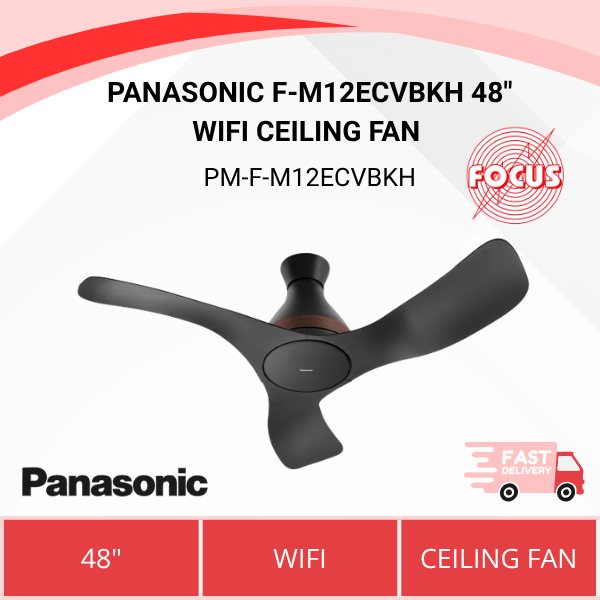 PANASONIC F-M12ECVBKH 48"
WIFI CEILING FAN
PM-F-M12ECVBKH
FOCUS
Panasonic
FAST
DELIVERY
Panasonic
48"
WIFI
CEILING FAN